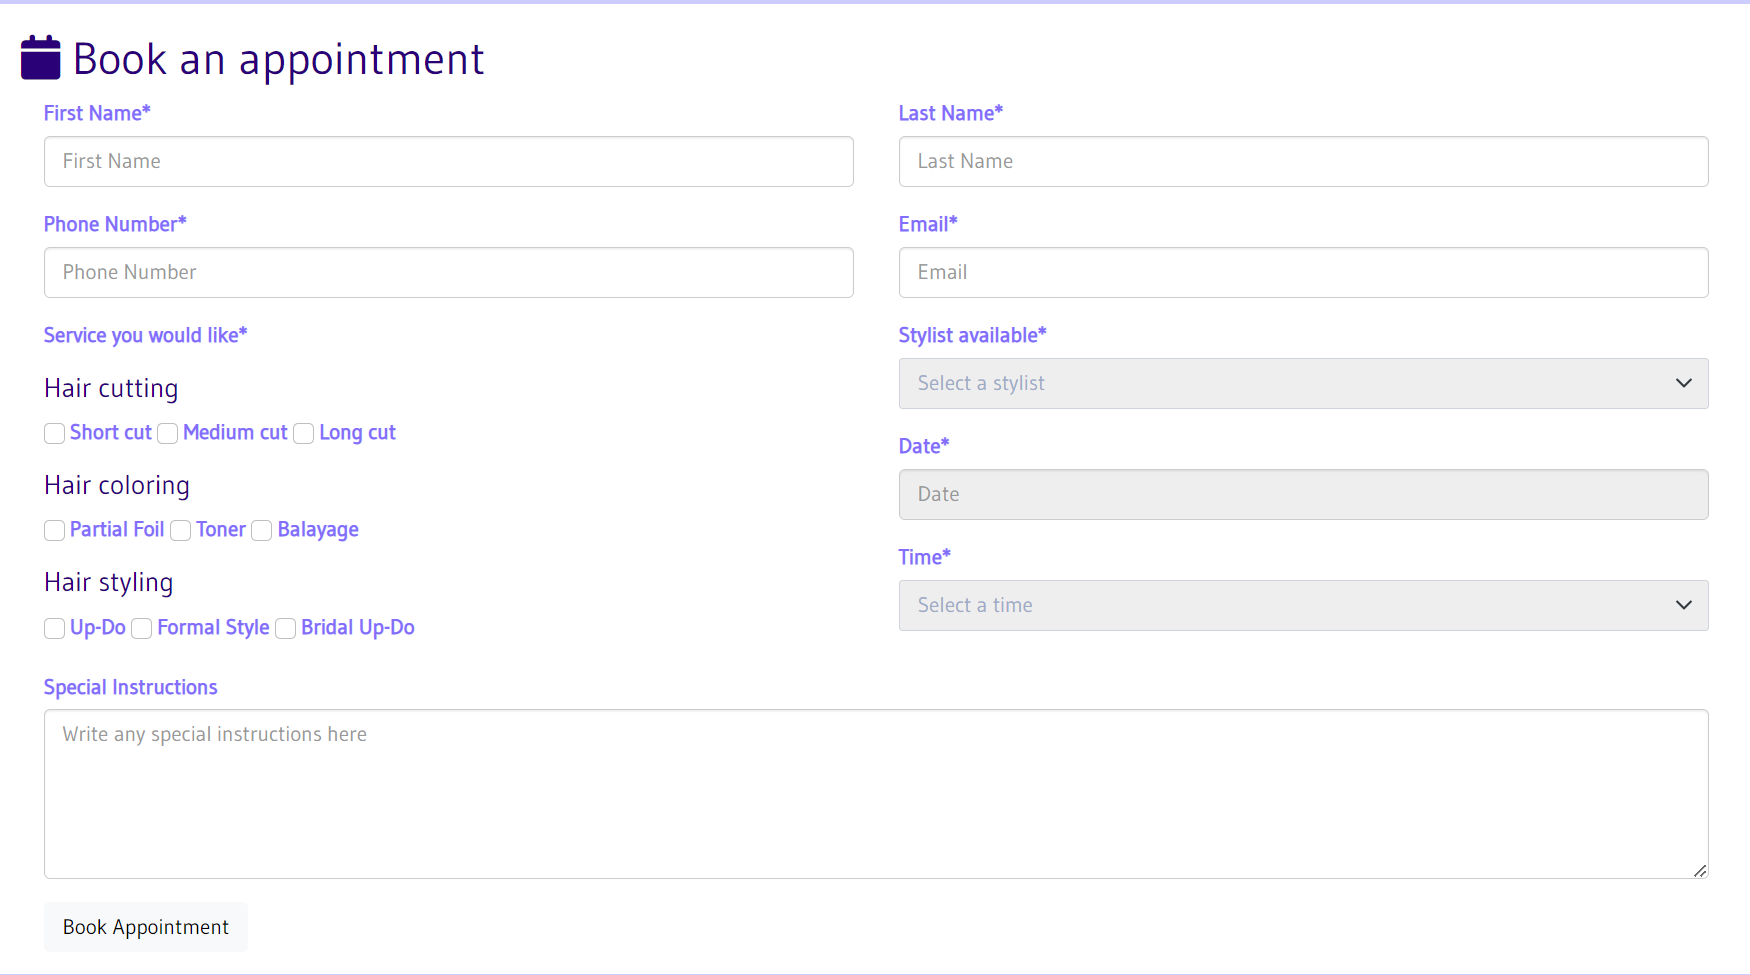 Book an appointment
First Name*
Last Name*
First Name
Last Name
Phone Number*
Email*
Phone Number
Email
Service you would like*
Stylist available*
Hair cutting
Select a stylist
Short cut Medium cut Long cut
Date*
Hair coloring
Date
Partial Foil Toner Balayage
Time*
Hair styling
Select a time
Up-Do Formal Style Bridal Up-Do
Special Instructions
Write any special instructions here
Book Appointment